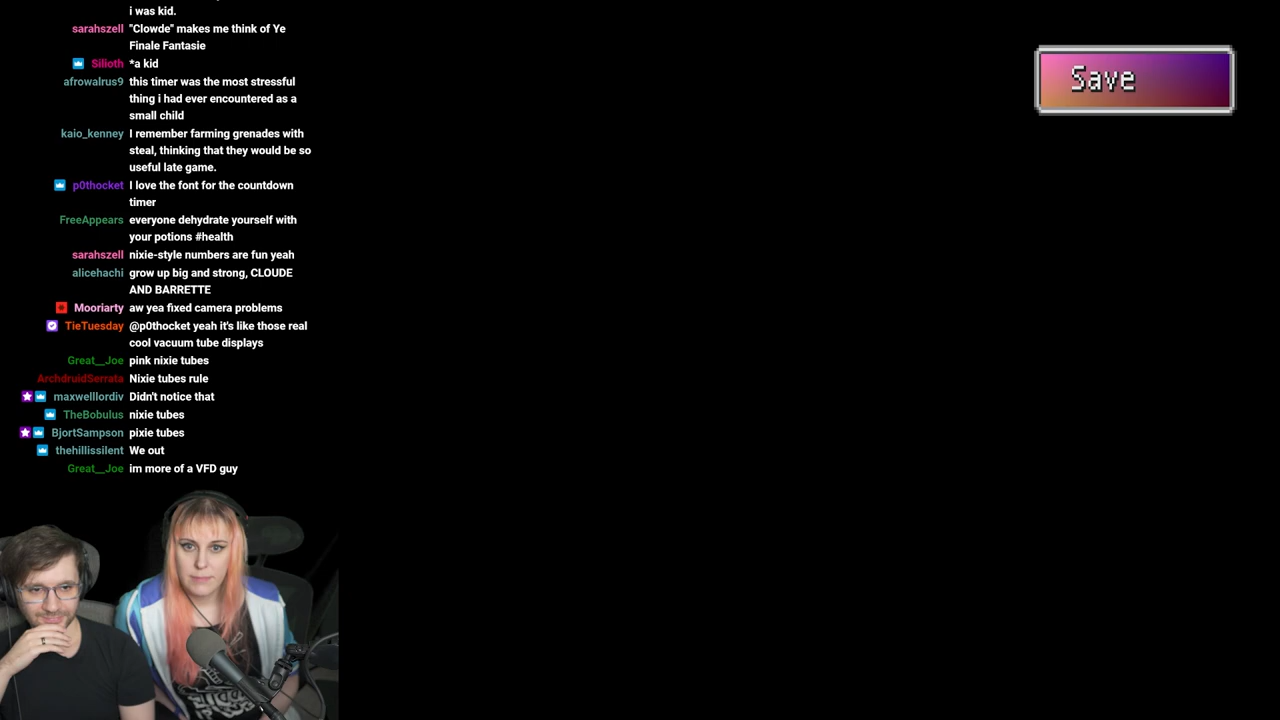 i was kid.
sarahszell "Clowde" makes me think of Ye
Finale Fantasie
Silioth *a kid
afrowalrus9 this timer was the most stressful
thing i had ever encountered as a
small child
kaio_kenney I remember farming grenades with
steal, thinking that they would be so
useful late game.
p0thocket I love the font for the countdown
timer
FreeAppears everyone dehydrate yourself with
your potions #health
sarahszell nixie-style numbers are fun yeah
alicehachi grow up big and strong, CLOUDE
AND BARRETTE
Mooriarty aw yea fixed camera problems
TieTuesday @p0thocket yeah it's like those real
cool vacuum tube displays
Great__Joe pink nixie tubes
ArchdruidSerrata Nixie tubes rule
maxwelllordiv Didn't notice that
TheBobulus nixie tubes
BjortSampson pixie tubes
thehillissilent We out
Great__Joe im more of a VFD guy
Save